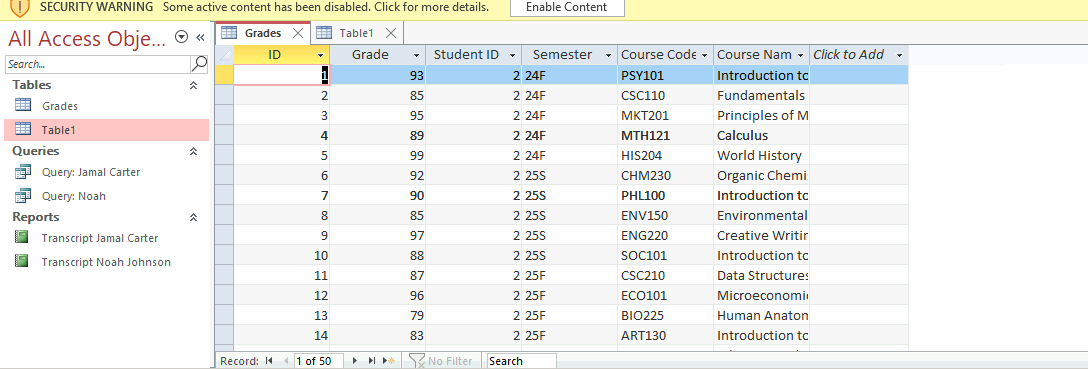 SECURITY WARNING Some active content has been disabled. Click for more details. Enable Content
All Access Obje...
Search...
Tables
Grades
Table1
Queries
Query: Jamal Carter
Query: Noah
Reports
Transcript Jamal Carter
Transcript Noah Johnson
Grades Table1
ID Grade Student ID Semester Course Code Course Nam Click to Add
1 93 2 24F PSY101 Introduction to
2 85 2 24F CSC110 Fundamentals
3 95 2 24F MKT201 Principles of M
4 89 2 24F MTH121 Calculus
5 99 2 24F HIS204 World History
6 92 2 25S CHM230 Organic Chemi
7 90 2 25S PHL100 Introduction to
8 85 2 25S ENV150 Environmental
9 97 2 25S ENG220 Creative Writin
10 88 2 25S SOC101 Introduction to
11 87 2 25F CSC210 Data Structures
12 96 2 25F ECO101 Microeconomi
13 79 2 25F BIO225 Human Anatom
14 83 2 25F ART130 Introduction to
Record: 1 of 50 No Filter Search